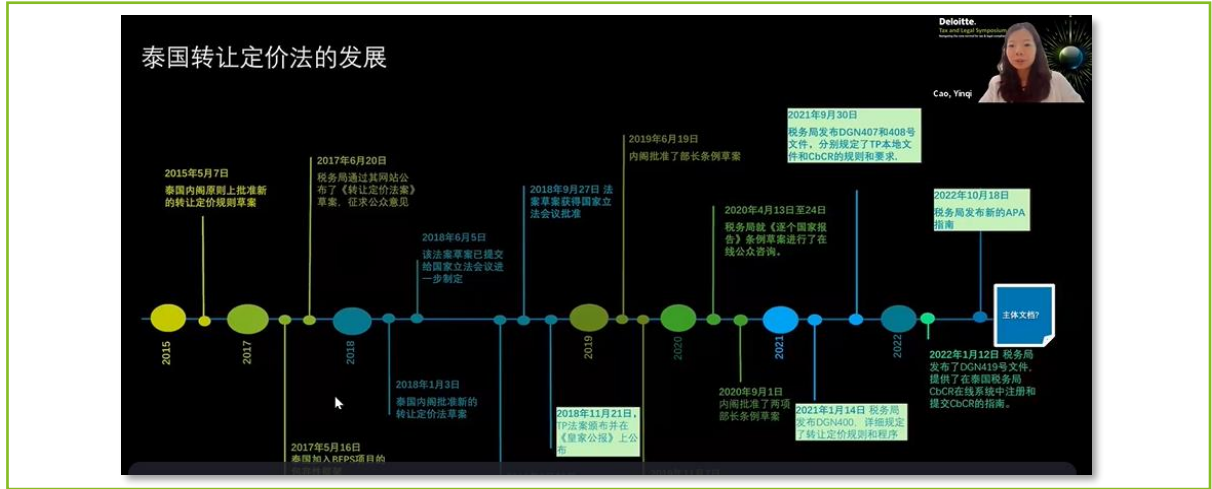 泰国转让定价法的发展
Deloitte.
Tax and Legal Symposium
Cao, Yinqi
2015年5月7日
泰国内阁原则上批准新
的转让定价规则草案
2017年6月20日
税务局通过其网站公
布了《转让定价法案》
草案，征求公众意见
2018年6月5日
该法案草案已提交
给国家立法会议进
一步制定
2018年9月27日 法
案草案获得国家立
法会议批准
2019年6月19日
内阁批准了部长条例草案
2020年4月13日至24日
税务局就《逐个国家报
告》条例草案进行了在
线公众咨询。
2021年9月30日
税务局发布DGN407和408号
文件，分别规定了TP本地文
件和CbCR的规则和要求.
2022年10月18日
税务局发布新的APA
指南
主体文档?
2015
2017
2018
2019
2020
2021
2022
2017年5月16日
泰国加入BEPS项目的
2018年1月3日
泰国内阁批准新的
转让定价法草案
2018年11月21日，
TP法案颁布并在
《皇家公报》上公
布
2020年9月1日
内阁批准了两项
部长条例草案
2021年1月14日 税务局
发布DGN400，详细规定
了转让定价规则和程序
2022年1月12日 税务局
发布了DGN419号文件，
提供了在泰国税务局
CbCR在线系统中注册和
提交CbCR的指南。